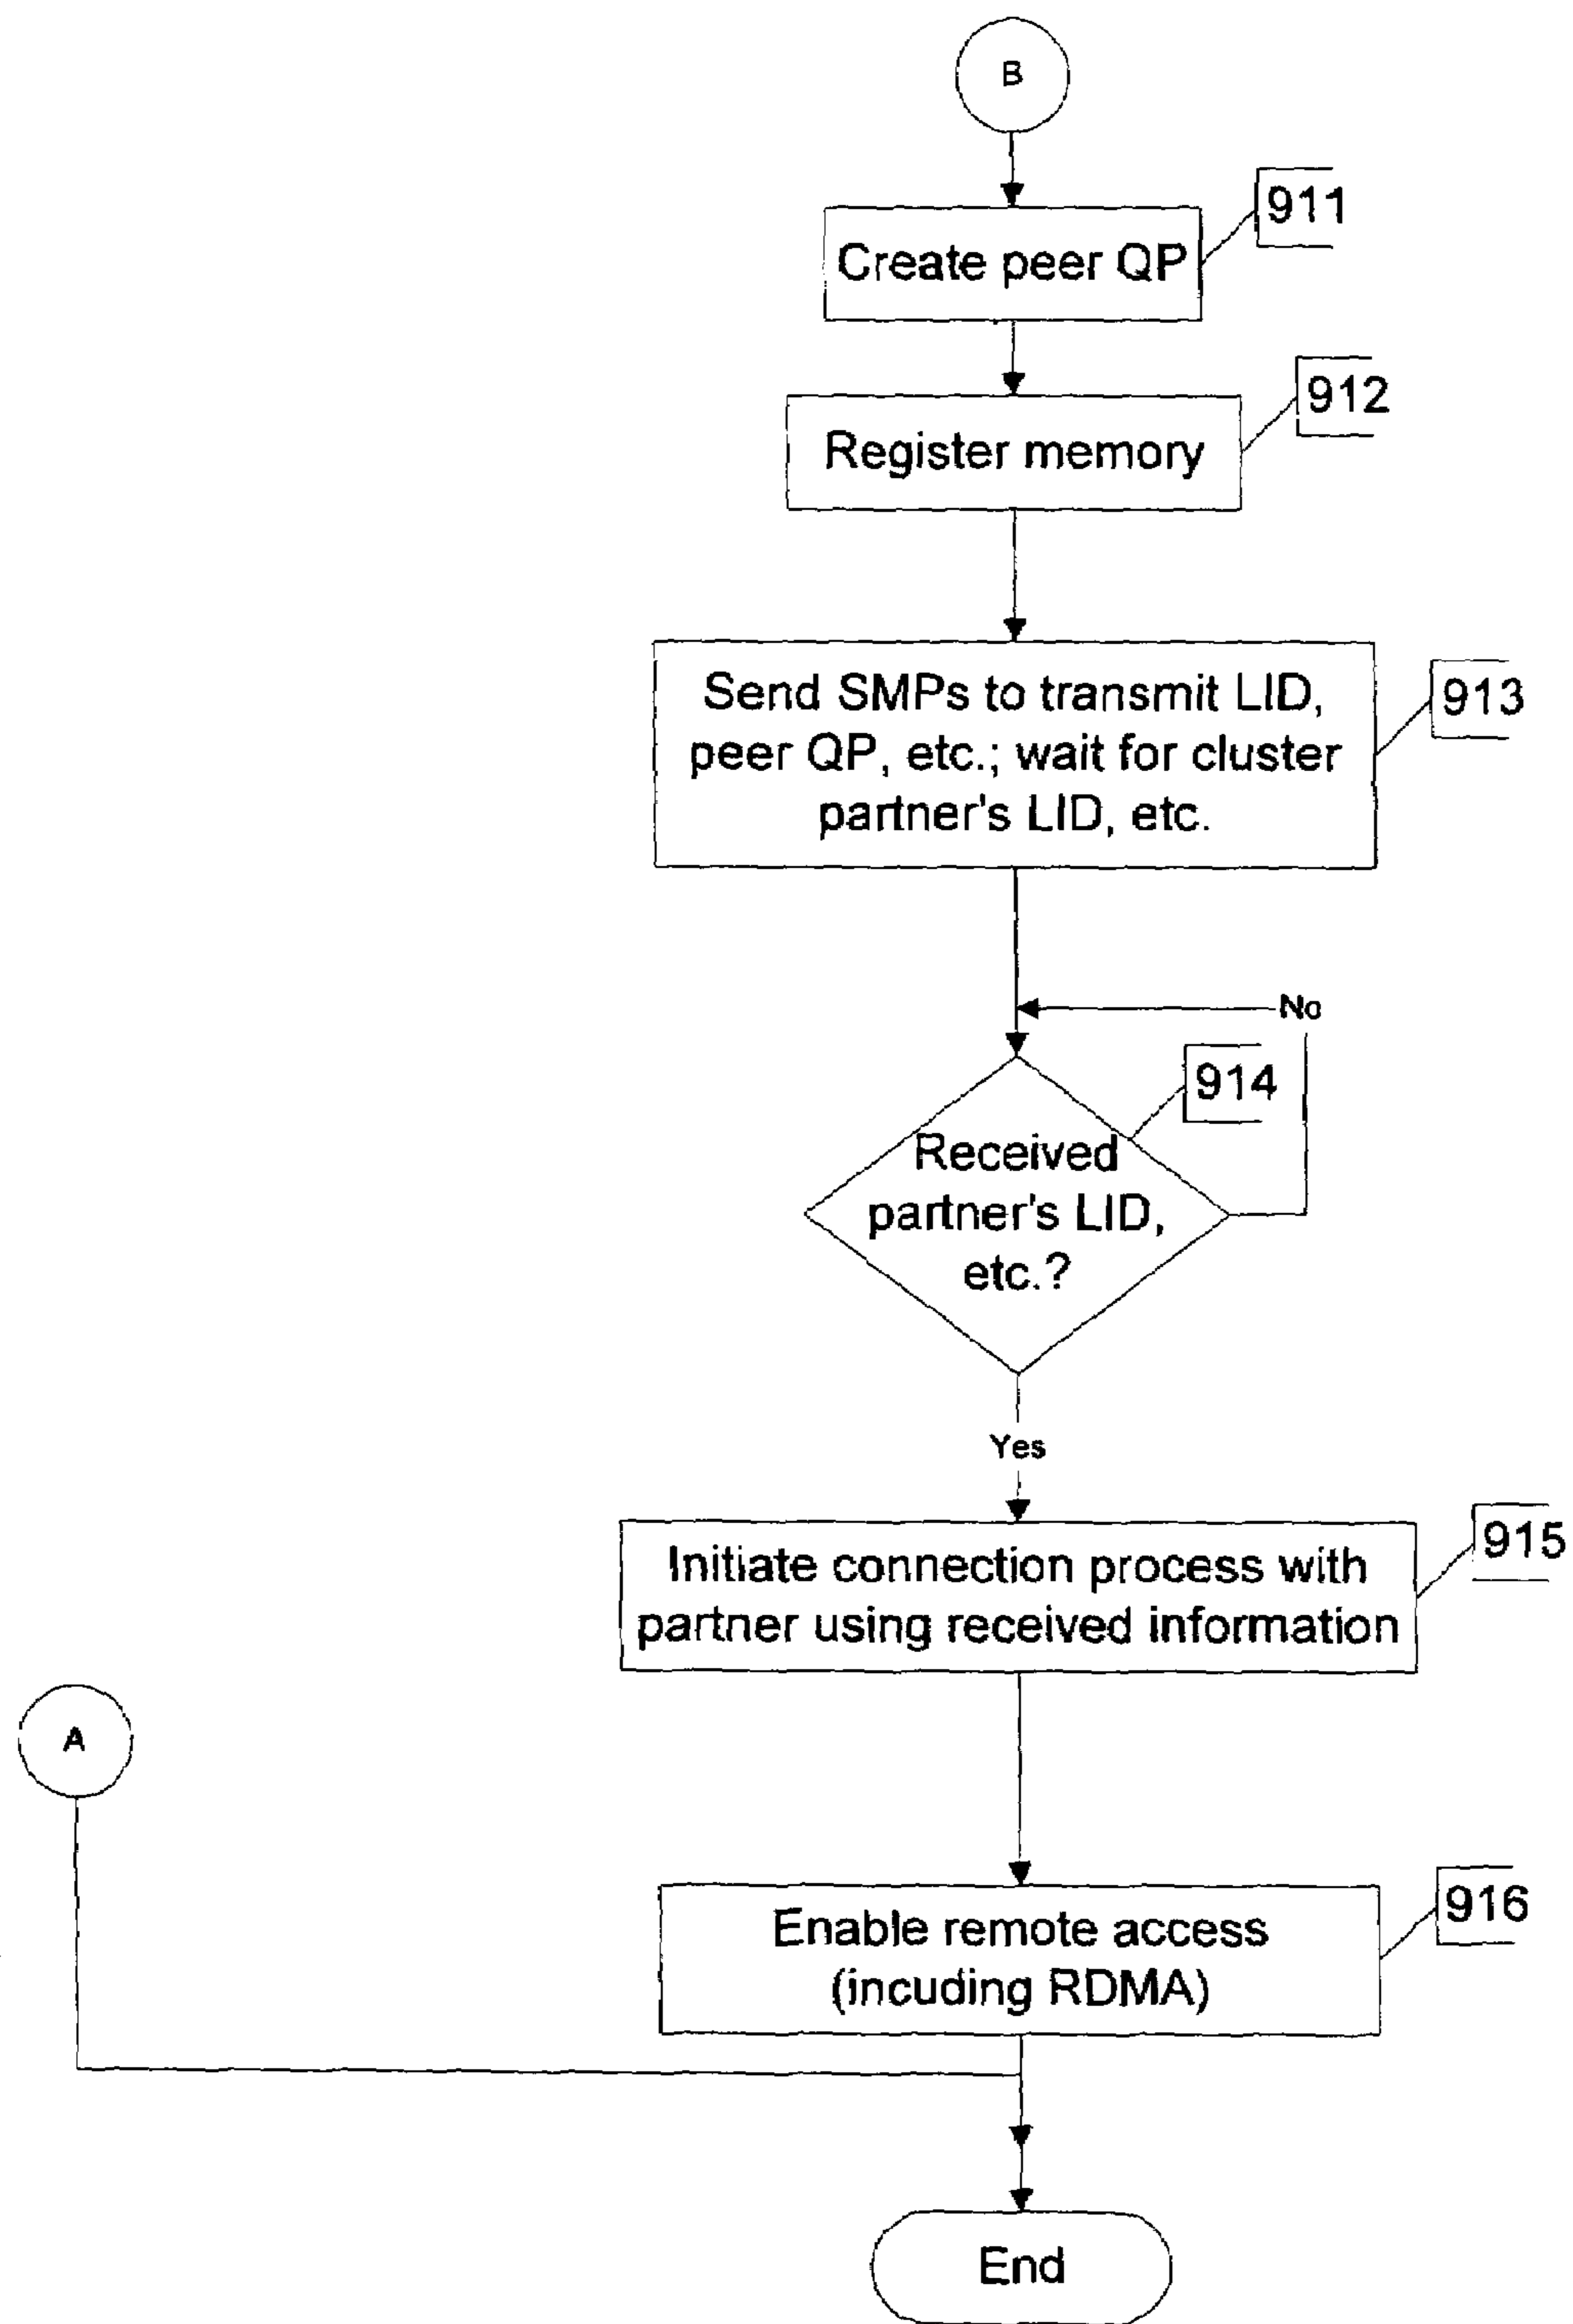 B
911
Create peer QP
912
Register memory
913
Send SMPs to transmit LID,
peer QP, etc.; wait for cluster
partner's LID, etc.
No
914
Received
partner's LID,
etc.?
Yes
915
Initiate connection process with
partner using received information
A
916
Enable remote access
(incuding RDMA)
End